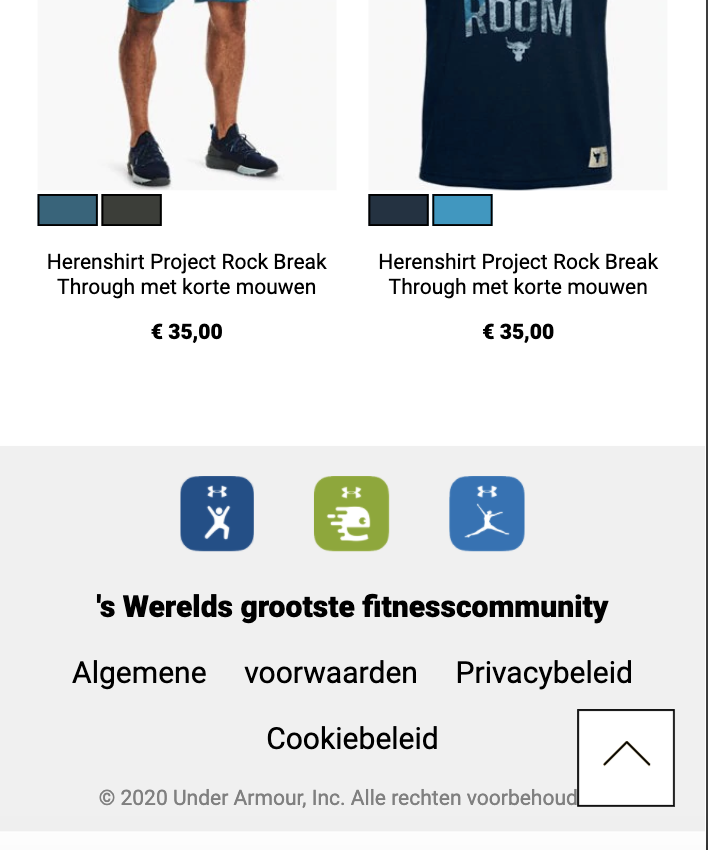 ROOM
Herenshirt Project Rock Break
Through met korte mouwen
€ 35,00
Herenshirt Project Rock Break
Through met korte mouwen
€ 35,00
's Werelds grootste fitnesscommunity
Algemene voorwaarden Privacybeleid
Cookiebeleid
© 2020 Under Armour, Inc. Alle rechten voorbehoud